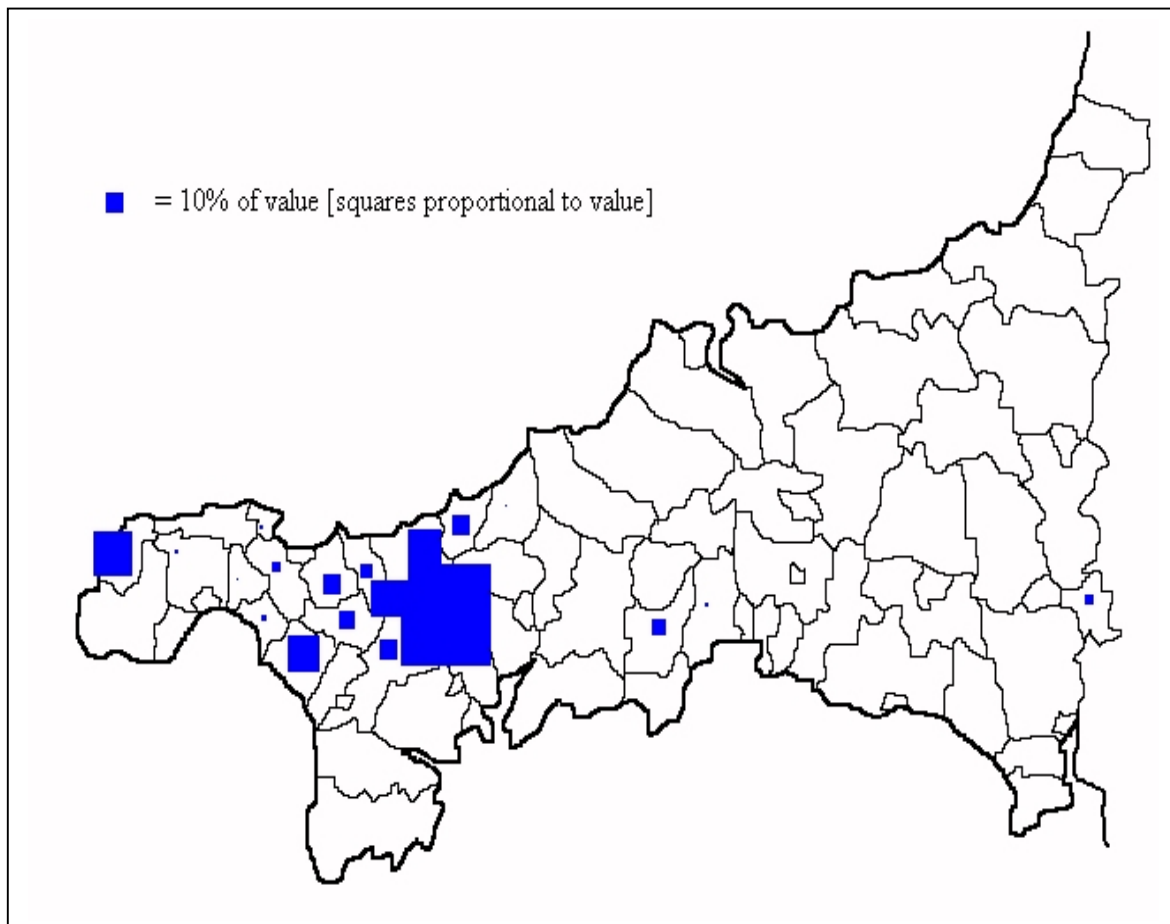 = 10% of value [squares proportional to value]